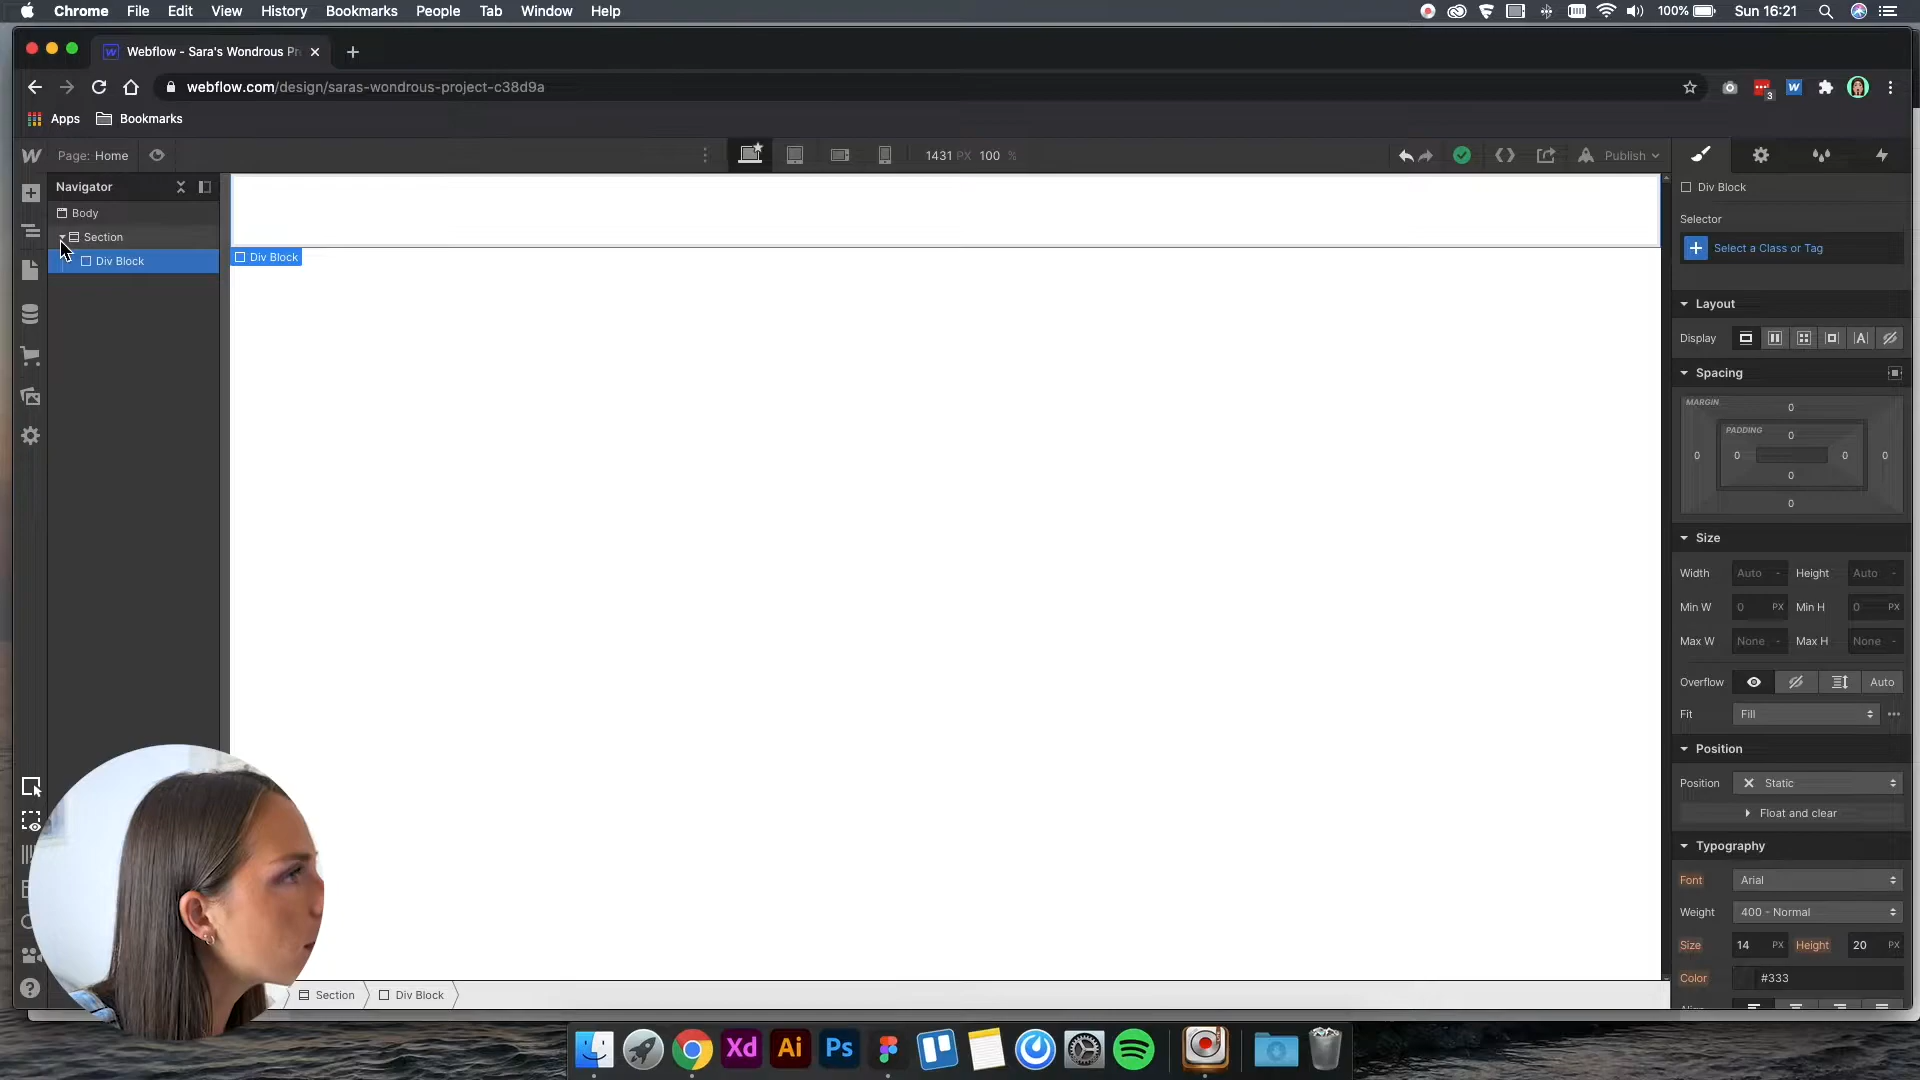 Chrome File Edit View History Bookmarks People Tab Window Help 100% Sun 16:21
Webflow - Sara's Wondrous Pr
webflow.com/design/saras-wondrous-project-c38d9a
3
Apps Bookmarks
Page: Home 1431 PX 100 % Publish
Navigator
Body
Section
Div Block
Div Block
Div Block
Selector
Select a Class or Tag
Layout
Display
Spacing
MARGIN
0
PADDING
0
0 0 0 0
0
0
Size
Width Auto - Height Auto -
Min W 0 PX Min H 0 PX
Max W None - Max H None -
Overflow Auto
Fit Fill
Position
Position Static
Float and clear
Typography
Font Arial
Weight 400 - Normal
Size 14 PX Height 20 PX
Color #333
Section Div Block
Xd Ai Ps